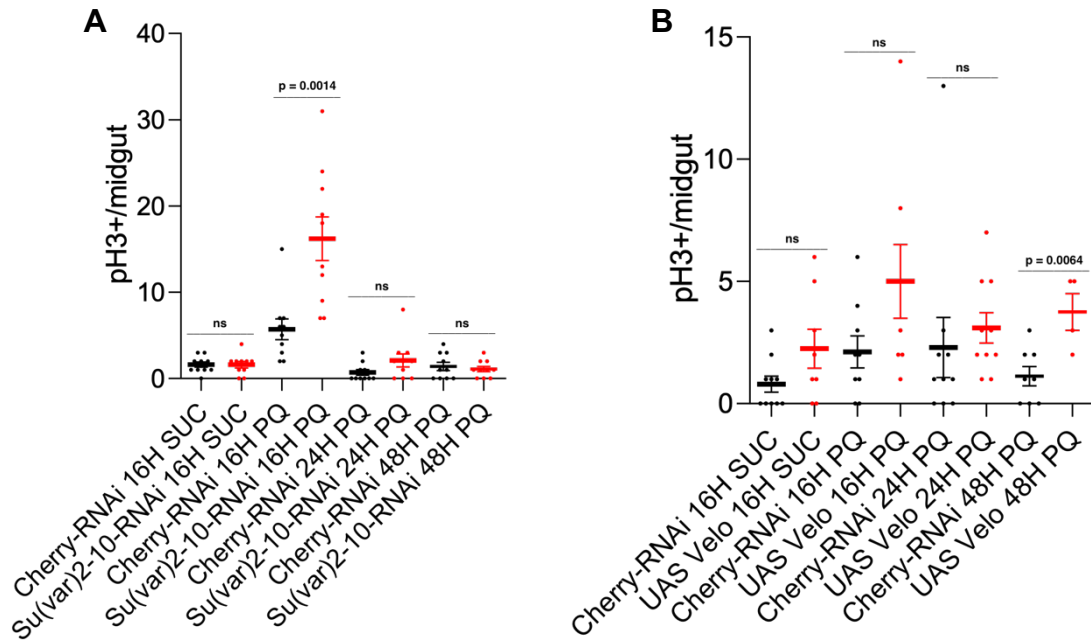 A
pH3+/midgut
40
30
20
10
0
ns
p = 0.0014
ns
ns
Cherry-RNAi 16H SUC
Su(var)2-10-RNAi 16H SUC
Cherry-RNAi 16H PQ
Su(var)2-10-RNAi 16H PQ
Cherry-RNAi 24H PQ
Su(var)2-10-RNAi 24H PQ
Cherry-RNAi 48H PQ
Su(var)2-10-RNAi 48H PQ
B
pH3+/midgut
15
10
5
0
ns
ns
ns
p = 0.0064
Cherry-RNAi 16H SUC
UAS Velo 16H SUC
Cherry-RNAi 16H PQ
UAS Velo 16H PQ
Cherry-RNAi 24H PQ
UAS Velo 24H PQ
Cherry-RNAi 48H PQ
UAS Velo 48H PQ